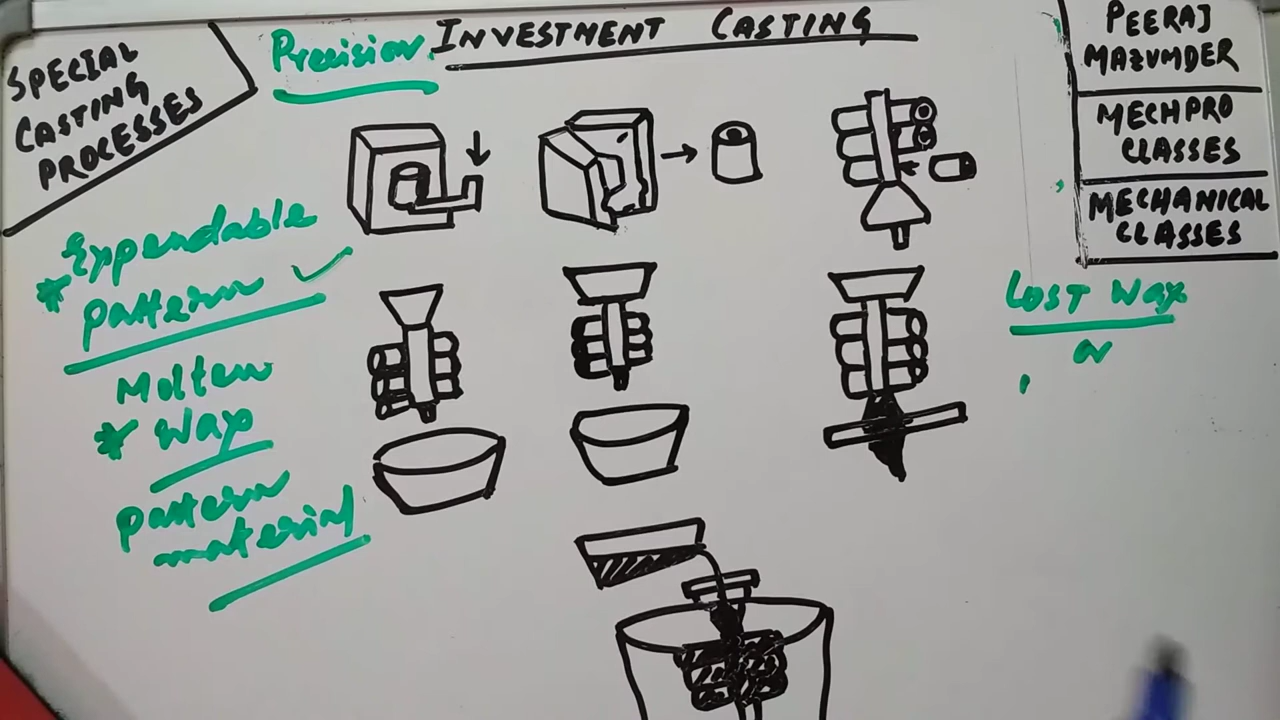 SPECIAL
CASTING
PROCESSES
Precision INVESTMENT CASTING
PEERAJ
MAZUMDER
MECHPRO
CLASSES
MECHANICAL
CLASSES
* Expendable
pattern ✓
Molten
* Wax
pattern
material
LOST Wax
or